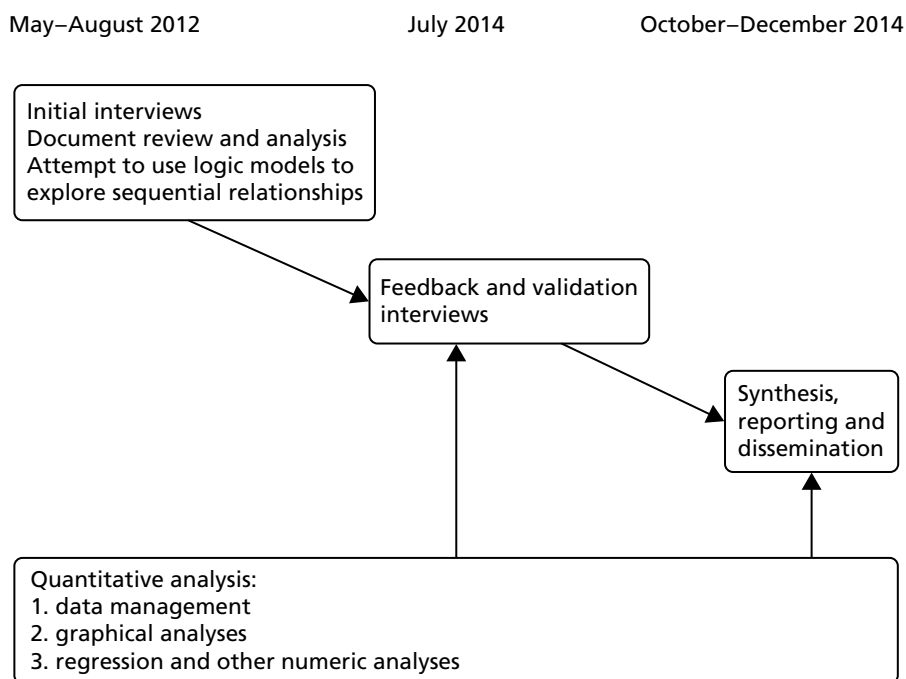 May–August 2012
July 2014
October–December 2014
Initial interviews
Document review and analysis
Attempt to use logic models to
explore sequential relationships
Feedback and validation
interviews
Synthesis,
reporting and
dissemination
Quantitative analysis:
1. data management
2. graphical analyses
3. regression and other numeric analyses